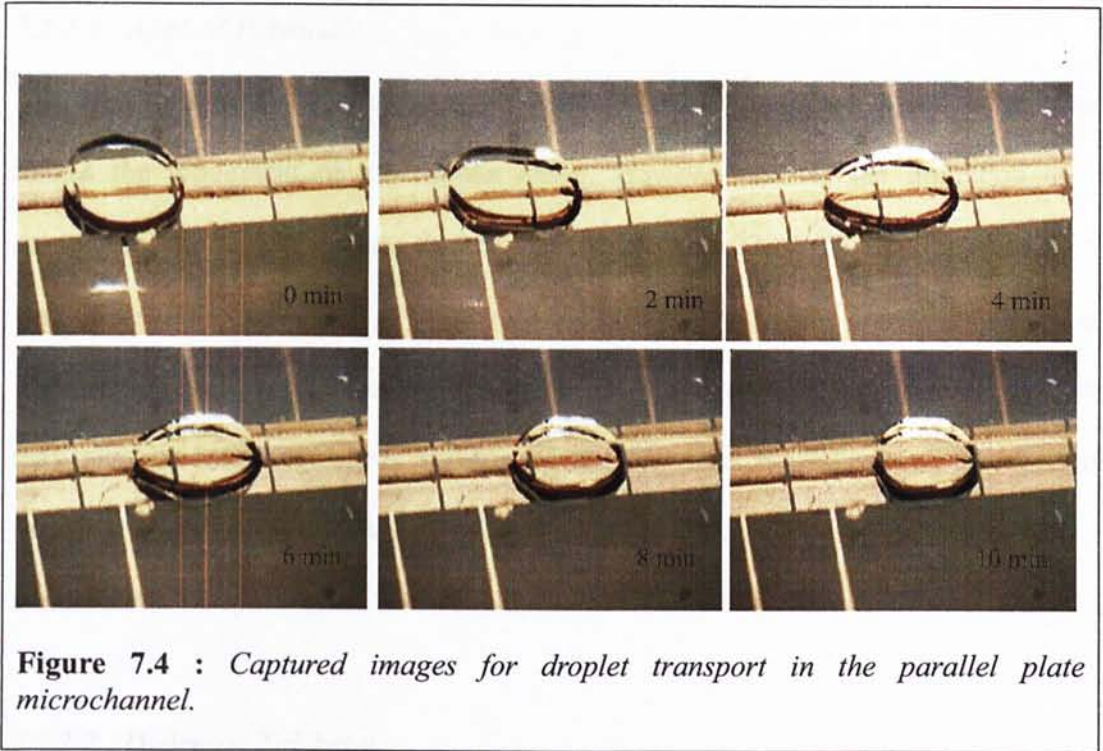 0 min
2 min
4 min
6 min
8 min
10 min
Figure 7.4 : Captured images for droplet transport in the parallel plate
microchannel.